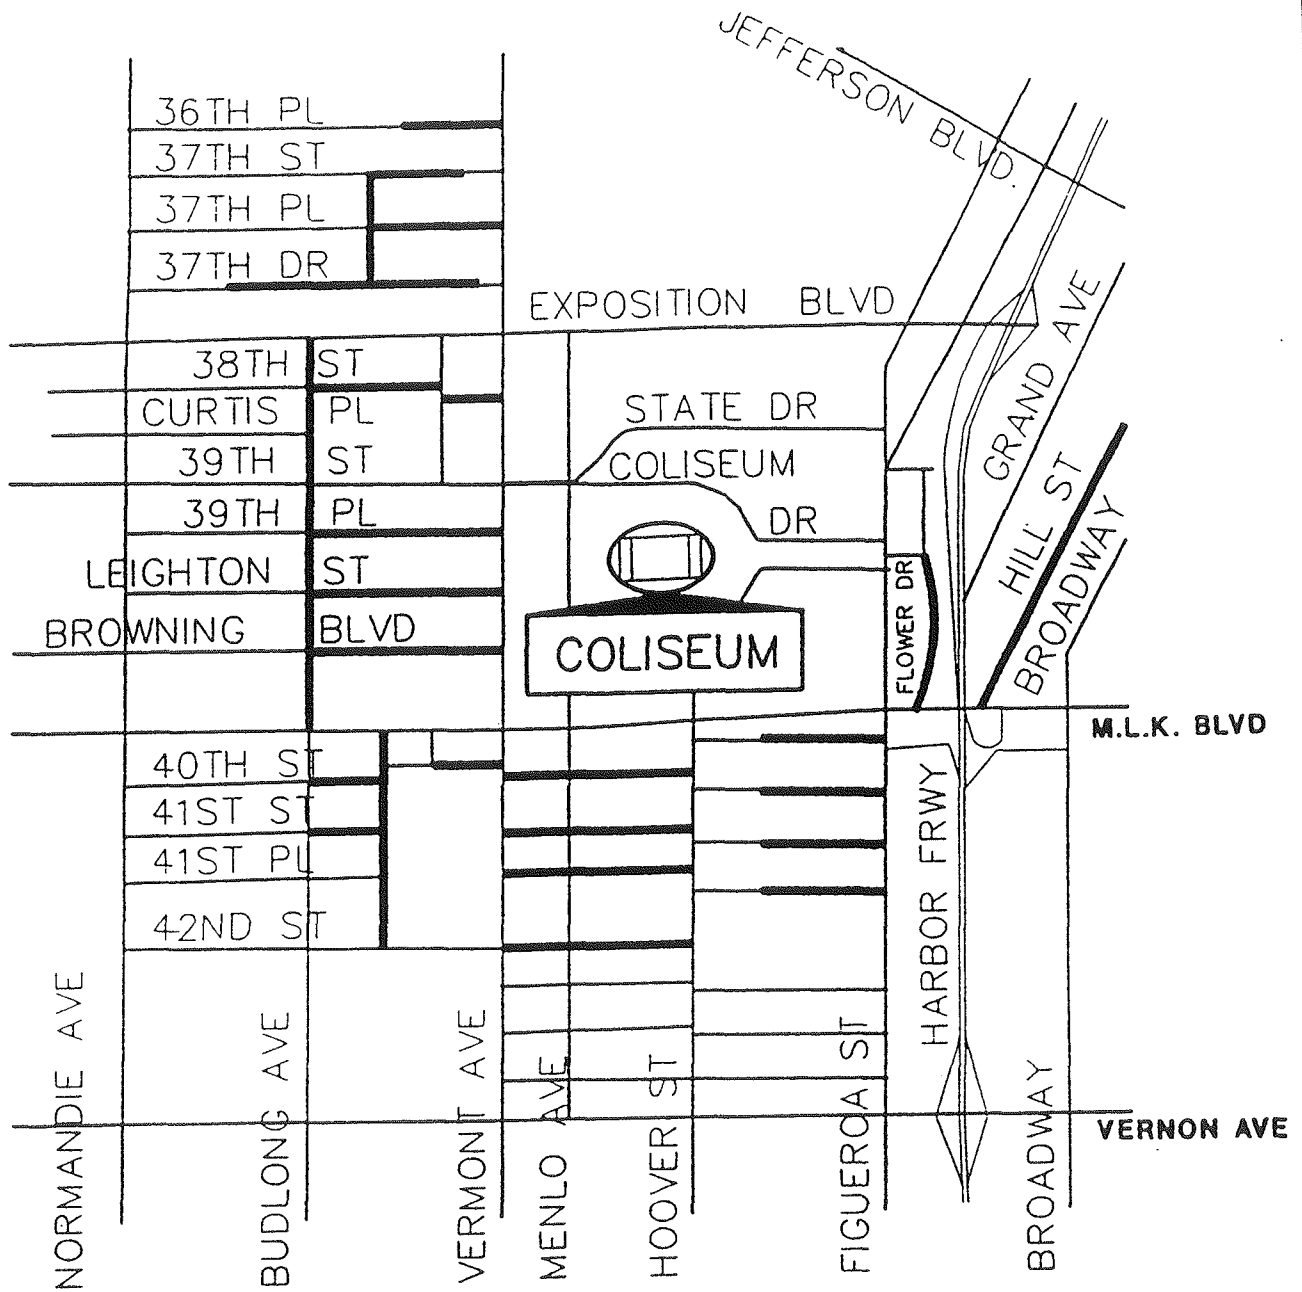 JEFFERSON BLVD.
36TH PL
37TH ST
37TH PL
37TH DR
EXPOSITION BLVD
38TH ST
CURTIS PL
39TH ST
39TH PL
LEIGHTON ST
BROWNING BLVD
STATE DR
COLISEUM
DR
COLISEUM
FLOWER DR
GRAND AVE
HILL ST
BROADWAY
M.L.K. BLVD
40TH ST
41ST ST
41ST PL
42ND ST
HARBOR FRWY
VERNON AVE
NORMANDIE AVE
BUDLONG AVE
VERMONT AVE
MENLO AVE
HOOVER ST
FIGUEROA ST
BROADWAY